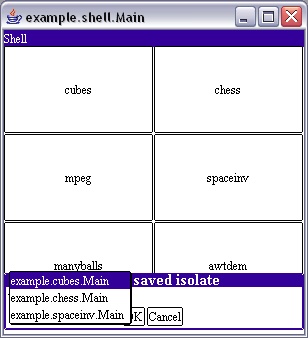 example.shell.Main
Shell
cubes
chess
mpeg
spaceinv
manyballs
awtdem
example.cubes.Main
saved isolate
example.chess.Main
example.spaceinv.Main
Cancel